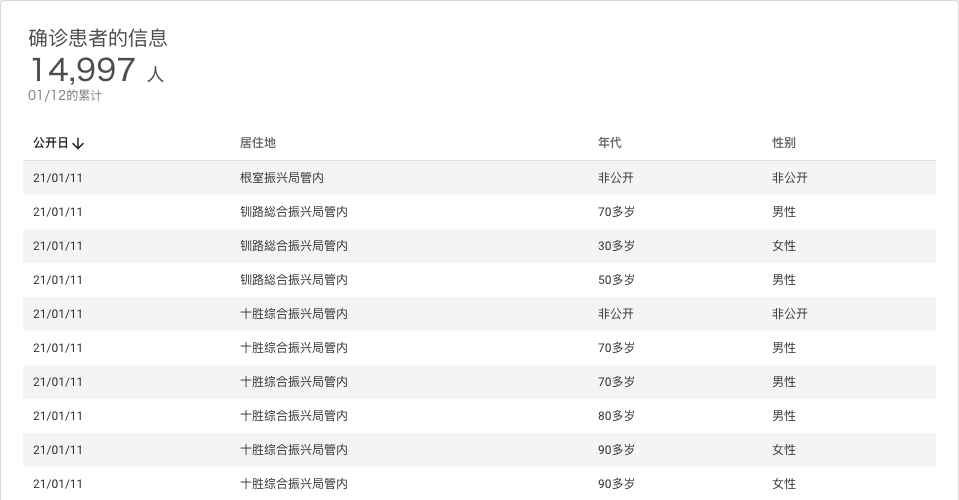 确诊患者的信息
14,997 人
01/12的累计
公开日↓ 居住地 年代 性别
21/01/11 根室振兴局管内 非公开 非公开
21/01/11 钏路総合振兴局管内 70多岁 男性
21/01/11 钏路総合振兴局管内 30多岁 女性
21/01/11 钏路総合振兴局管内 50多岁 男性
21/01/11 十胜综合振兴局管内 非公开 非公开
21/01/11 十胜综合振兴局管内 70多岁 男性
21/01/11 十胜综合振兴局管内 70多岁 男性
21/01/11 十胜综合振兴局管内 80多岁 男性
21/01/11 十胜综合振兴局管内 90多岁 女性
21/01/11 十胜综合振兴局管内 90多岁 女性